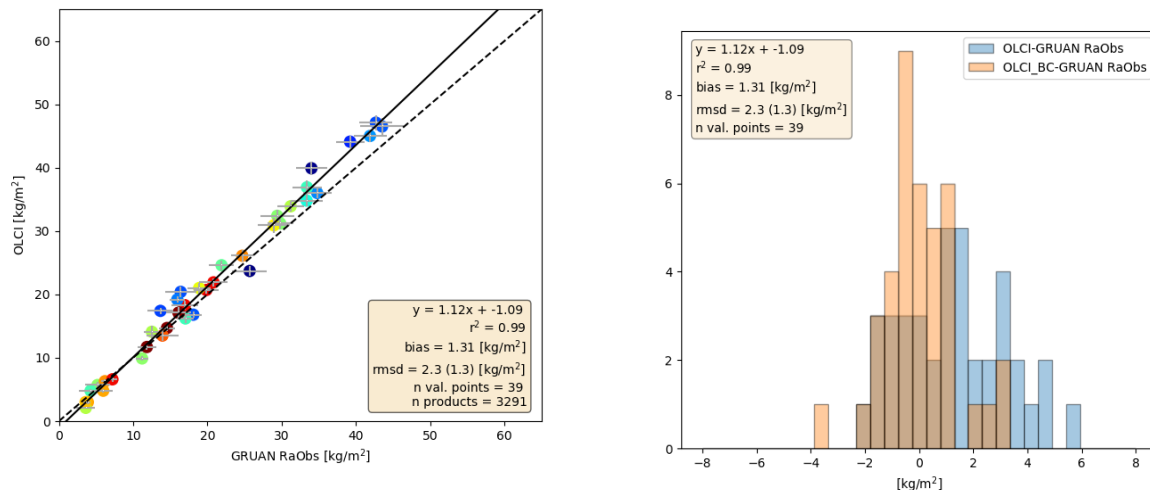 60
50
40
30
20
10
0
OLCI [kg/m²]
y = 1.12x + -1.09
r² = 0.99
bias = 1.31 [kg/m²]
rmsd = 2.3 (1.3) [kg/m²]
n val. points = 39
n products = 3291
0 10 20 30 40 50 60
GRUAN RaObs [kg/m²]
y = 1.12x + -1.09
r² = 0.99
bias = 1.31 [kg/m²]
rmsd = 2.3 (1.3) [kg/m²]
n val. points = 39
OLCI-GRUAN RaObs
OLCI_BC-GRUAN RaObs
8
6
4
2
0
−8 −6 −4 −2 0 2 4 6 8
[kg/m²]